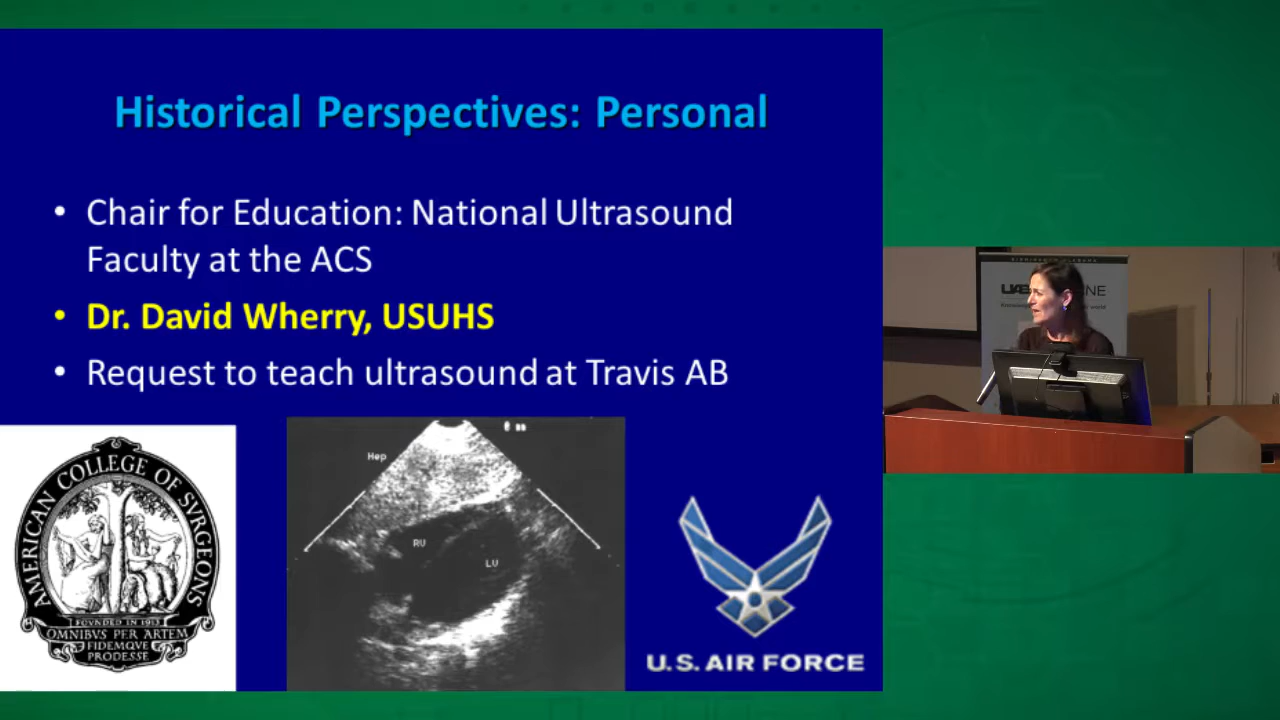 Historical Perspectives: Personal
• Chair for Education: National Ultrasound
Faculty at the ACS
• Dr. David Wherry, USUHS
• Request to teach ultrasound at Travis AB
AMERICAN COLLEGE OF SVRGEONS
FOVNDED IN 1913
OMNIBVS PER ARTEM
FIDEMQVE
PRODESSE
Hep
RV
LV
U.S. AIR FORCE